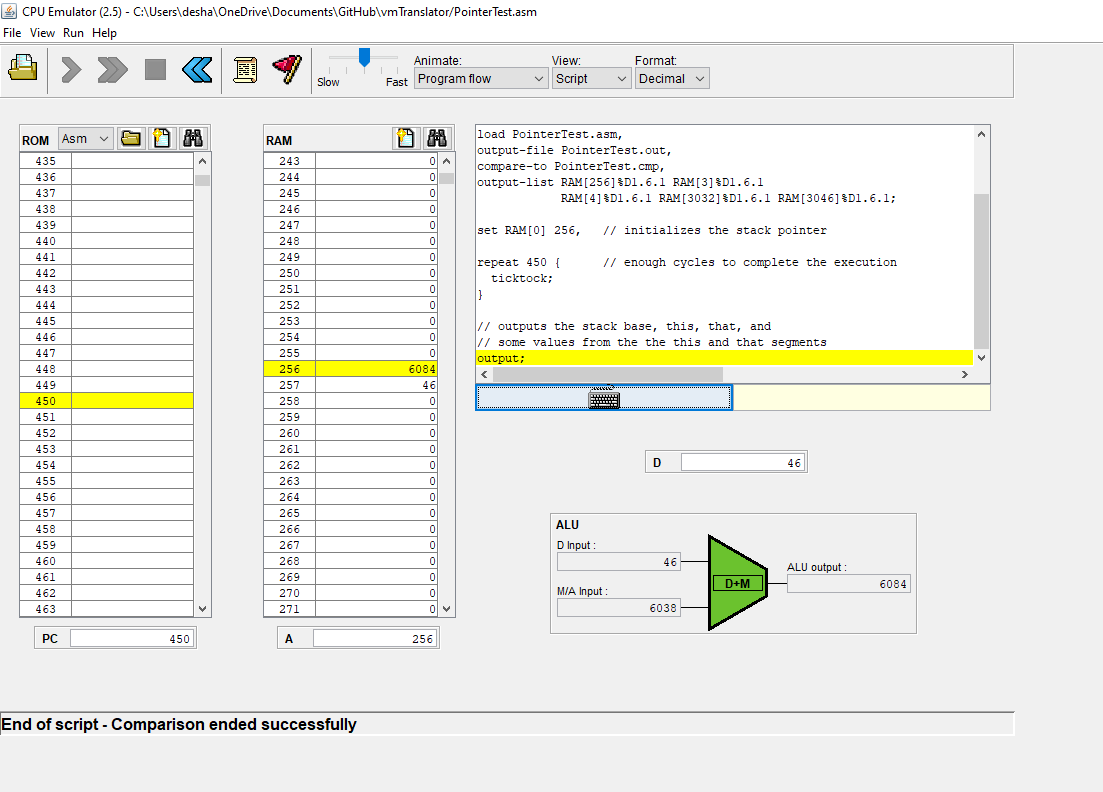 CPU Emulator (2.5) - C:\Users\desha\OneDrive\Documents\GitHub\vmTranslator/PointerTest.asm
File View Run Help
Slow
Fast
Animate:
Program flow
View:
Script
Format:
Decimal
ROM
Asm
435
436
437
438
439
440
441
442
443
444
445
446
447
448
449
450
451
452
453
454
455
456
457
458
459
460
461
462
463
PC 450
RAM
243 0
244 0
245 0
246 0
247 0
248 0
249 0
250 0
251 0
252 0
253 0
254 0
255 0
256 6084
257 46
258 0
259 0
260 0
261 0
262 0
263 0
264 0
265 0
266 0
267 0
268 0
269 0
270 0
271 0
A 256
load PointerTest.asm,
output-file PointerTest.out,
compare-to PointerTest.cmp,
output-list RAM[256]%D1.6.1 RAM[3]%D1.6.1
RAM[4]%D1.6.1 RAM[3032]%D1.6.1 RAM[3046]%D1.6.1;
set RAM[0] 256,   // initializes the stack pointer
repeat 450 {      // enough cycles to complete the execution
ticktock;
}
// outputs the stack base, this, that, and
// some values from the the this and that segments
output;
D 46
ALU
D Input :
46
M/A Input :
6038
D+M
ALU output :
6084
End of script - Comparison ended successfully